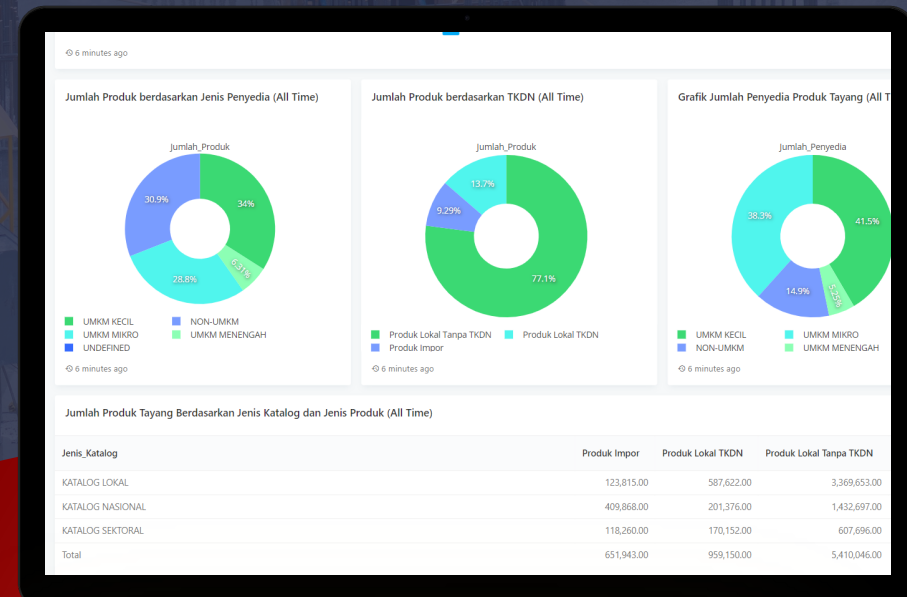 6 minutes ago
Jumlah Produk berdasarkan Jenis Penyedia (All Time)
Jumlah_Produk
30.9%
34%
6.31%
28.8%
UMKM KECIL
NON-UMKM
UMKM MIKRO
UMKM MENENGAH
UNDEFINED
6 minutes ago
Jumlah Produk berdasarkan TKDN (All Time)
Jumlah_Produk
13.7%
9.29%
77.1%
Produk Lokal Tanpa TKDN
Produk Lokal TKDN
Produk Impor
6 minutes ago
Grafik Jumlah Penyedia Produk Tayang (All T
Jumlah_Penyedia
38.3%
41.5%
14.9%
5.25%
UMKM KECIL
UMKM MIKRO
NON-UMKM
UMKM MENENGAH
6 minutes ago
Jumlah Produk Tayang Berdasarkan Jenis Katalog dan Jenis Produk (All Time)
Jenis_Katalog Produk Impor Produk Lokal TKDN Produk Lokal Tanpa TKDN
KATALOG LOKAL 123,815.00 587,622.00 3,369,653.00
KATALOG NASIONAL 409,868.00 201,376.00 1,432,697.00
KATALOG SEKTORAL 118,260.00 170,152.00 607,696.00
Total 651,943.00 959,150.00 5,410,046.00